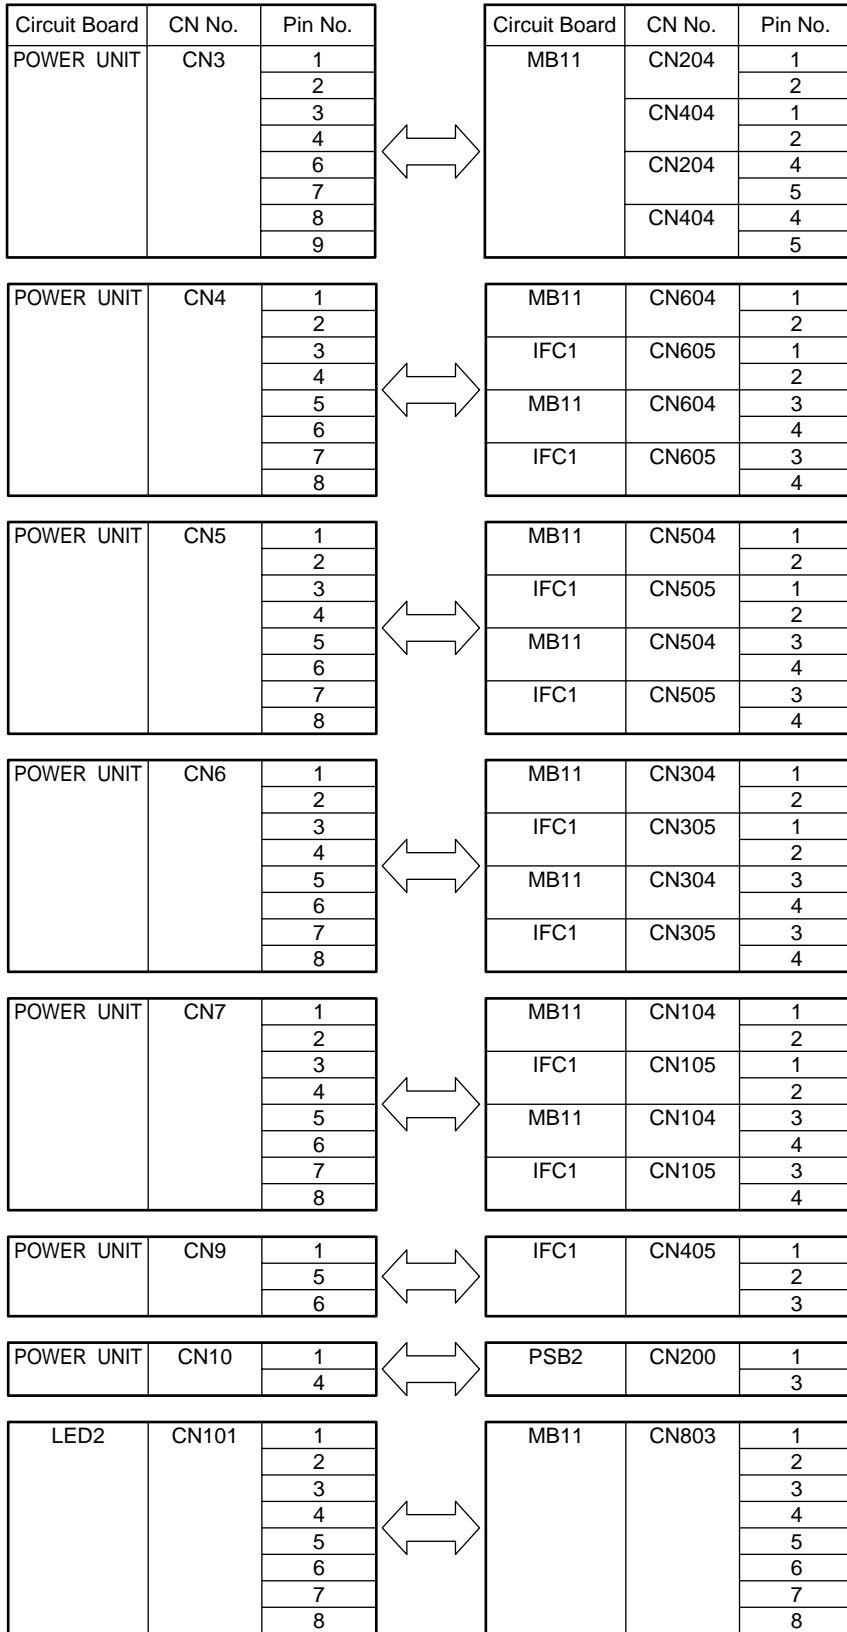 Circuit Board CN No. Pin No. Circuit Board CN No. Pin No.
POWER UNIT CN3 1 MB11 CN204 1
2 2
3 CN404 1
4 2
6 CN204 4
7 5
8 CN404 4
9 5
POWER UNIT CN4 1 MB11 CN604 1
2 2
3 IFC1 CN605 1
4 2
5 MB11 CN604 3
6 4
7 IFC1 CN605 3
8 4
POWER UNIT CN5 1 MB11 CN504 1
2 2
3 IFC1 CN505 1
4 2
5 MB11 CN504 3
6 4
7 IFC1 CN505 3
8 4
POWER UNIT CN6 1 MB11 CN304 1
2 2
3 IFC1 CN305 1
4 2
5 MB11 CN304 3
6 4
7 IFC1 CN305 3
8 4
POWER UNIT CN7 1 MB11 CN104 1
2 2
3 IFC1 CN105 1
4 2
5 MB11 CN104 3
6 4
7 IFC1 CN105 3
8 4
POWER UNIT CN9 1 IFC1 CN405 1
5 2
6 3
POWER UNIT CN10 1 PSB2 CN200 1
4 3
LED2 CN101 1 MB11 CN803 1
2 2
3 3
4 4
5 5
6 6
7 7
8 8